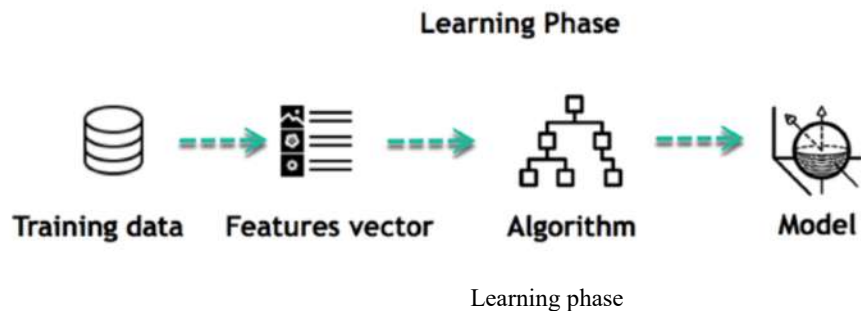 Learning Phase
Training data
Features vector
Algorithm
Model
Learning phase